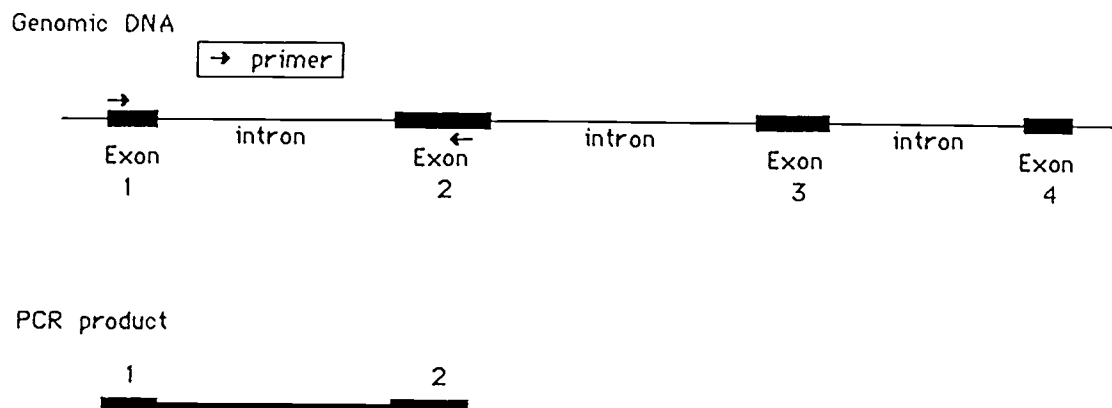 Genomic DNA
→ primer
intron intron intron
Exon Exon Exon Exon
1 2 3 4
PCR product
1 2